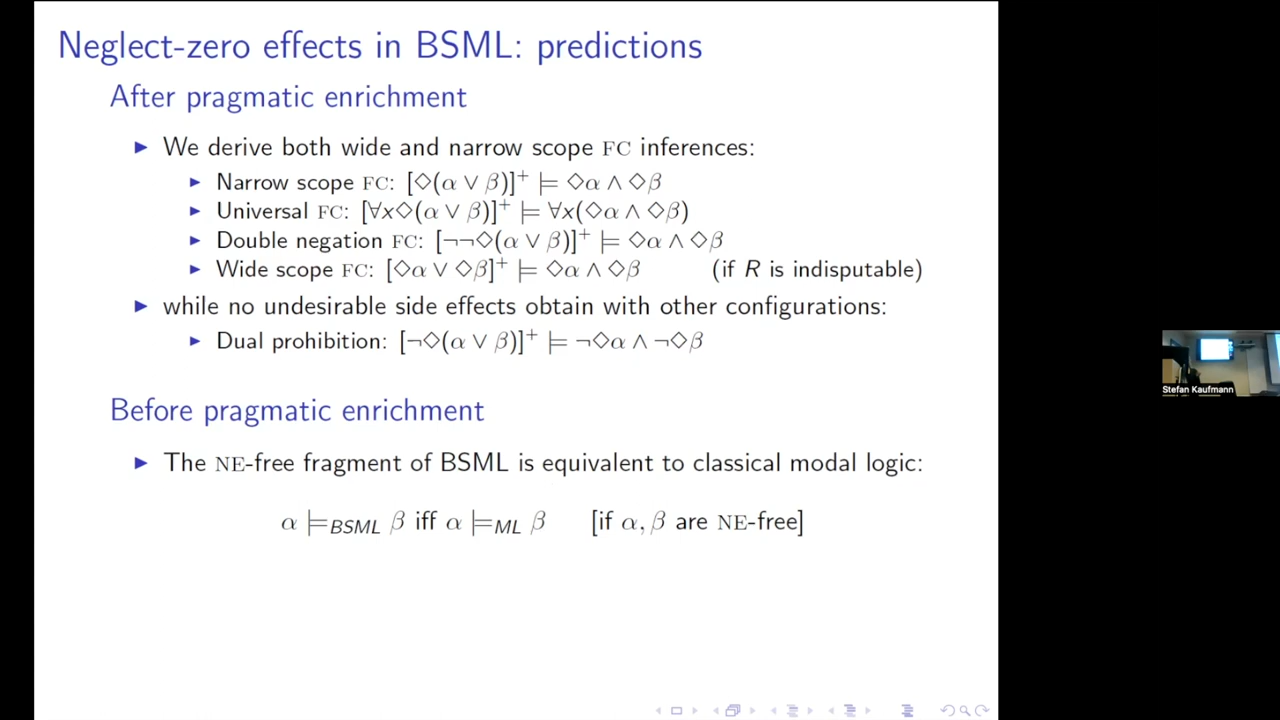 Neglect-zero effects in BSML: predictions
After pragmatic enrichment
▶ We derive both wide and narrow scope FC inferences:
▶ Narrow scope FC: [◇(α ∨ β)]⁺ ⊨ ◇α ∧ ◇β
▶ Universal FC: [∀x◇(α ∨ β)]⁺ ⊨ ∀x(◇α ∧ ◇β)
▶ Double negation FC: [¬¬◇(α ∨ β)]⁺ ⊨ ◇α ∧ ◇β
▶ Wide scope FC: [◇α ∨ ◇β]⁺ ⊨ ◇α ∧ ◇β (if R is indisputable)
▶ while no undesirable side effects obtain with other configurations:
▶ Dual prohibition: [¬◇(α ∨ β)]⁺ ⊨ ¬◇α ∧ ¬◇β
Stefan Kaufmann
Before pragmatic enrichment
▶ The NE-free fragment of BSML is equivalent to classical modal logic:
α ⊨BSML β iff α ⊨ML β [if α, β are NE-free]